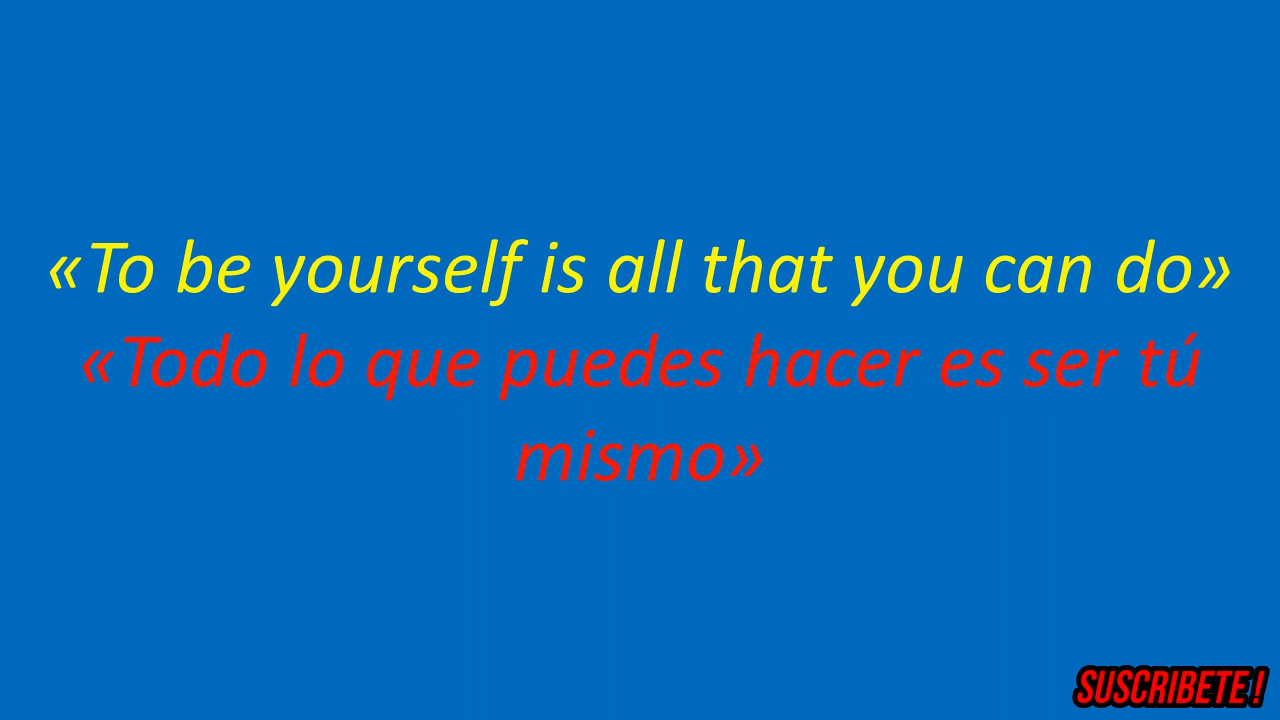 «To be yourself is all that you can do»
«Todo lo que puedes hacer es ser tú
mismo»
SUSCRIBETE!